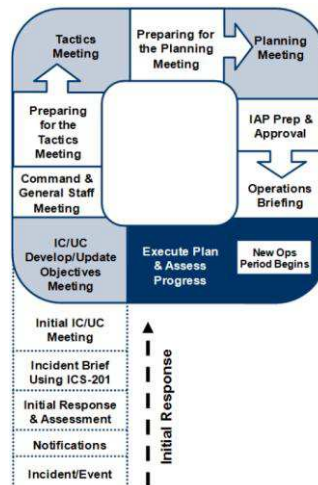 Tactics
Meeting
Preparing for
the Planning
Meeting
Planning
Meeting
Preparing
for the
Tactics
Meeting
IAP Prep &
Approval
Command &
General Staff
Meeting
Operations
Briefing
IC/UC
Develop/Update
Objectives
Meeting
Execute Plan
& Assess
Progress
New Ops
Period Begins
Initial IC/UC
Meeting
Incident Brief
Using ICS-201
Initial Response
& Assessment
Notifications
Incident/Event
Initial Response